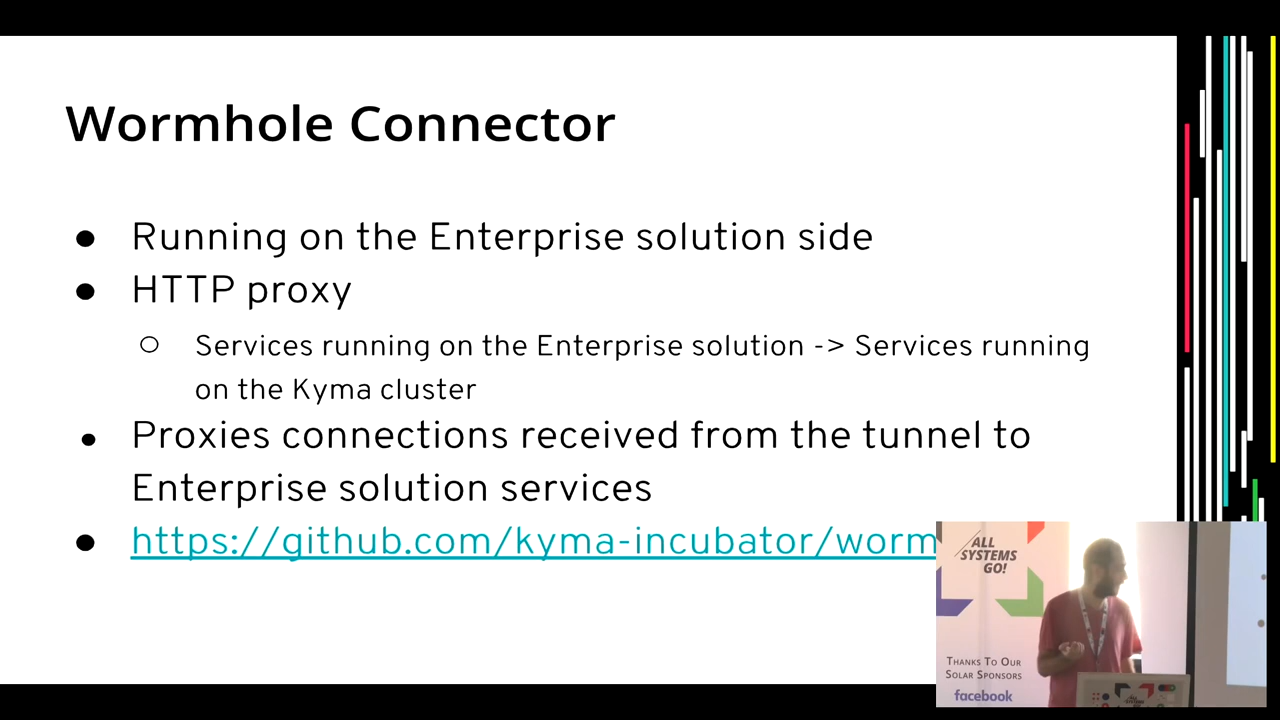 Wormhole Connector
● Running on the Enterprise solution side
● HTTP proxy
○ Services running on the Enterprise solution -> Services running
on the Kyma cluster
● Proxies connections received from the tunnel to
Enterprise solution services
● https://github.com/kyma-incubator/worm
ALL
SYSTEMS
GO!
THANKS TO OUR
SOLAR SPONSORS
facebook
ALL
SYSTEMS